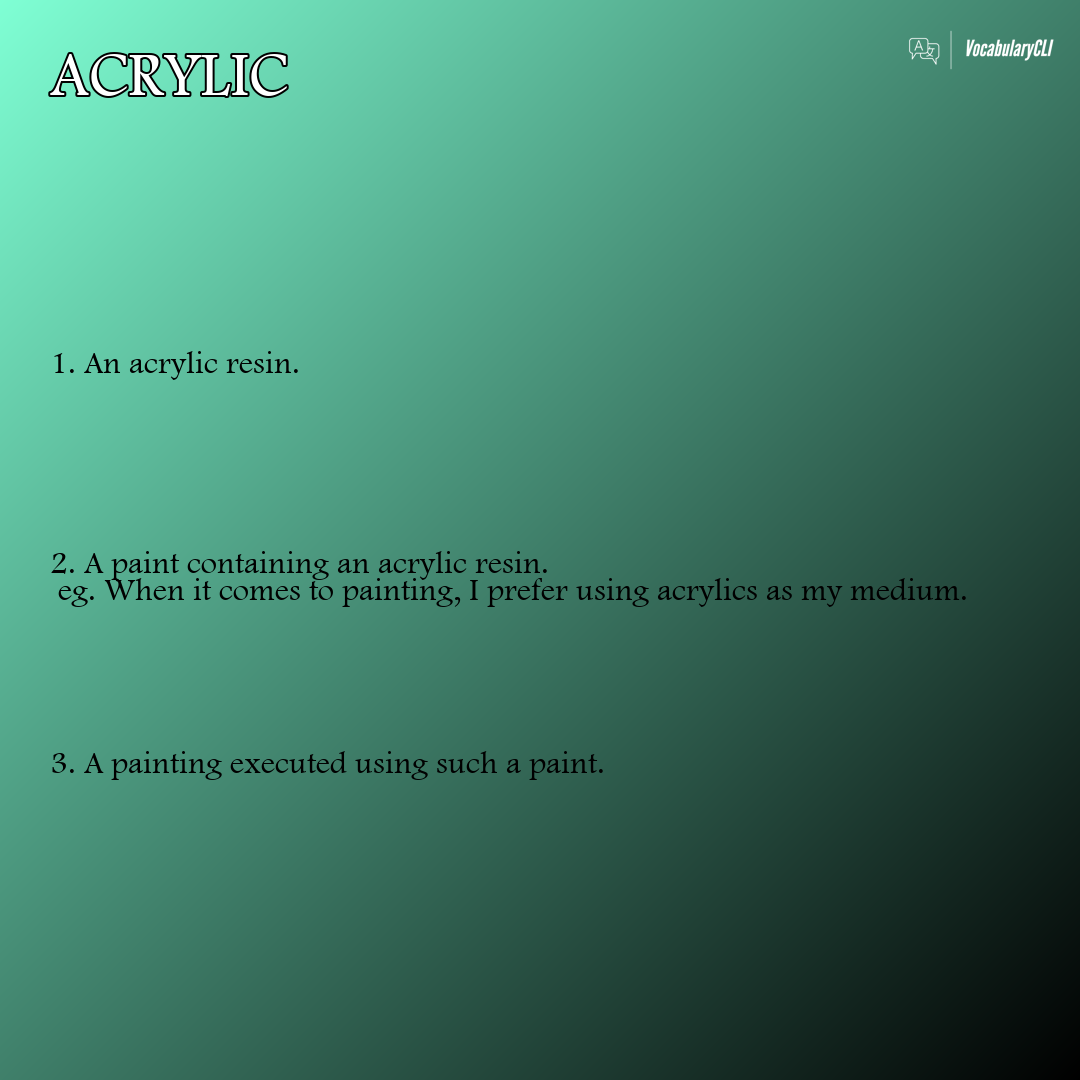 ACRYLIC
VocabularyCLI
1. An acrylic resin.
2. A paint containing an acrylic resin.
eg. When it comes to painting, I prefer using acrylics as my medium.
3. A painting executed using such a paint.